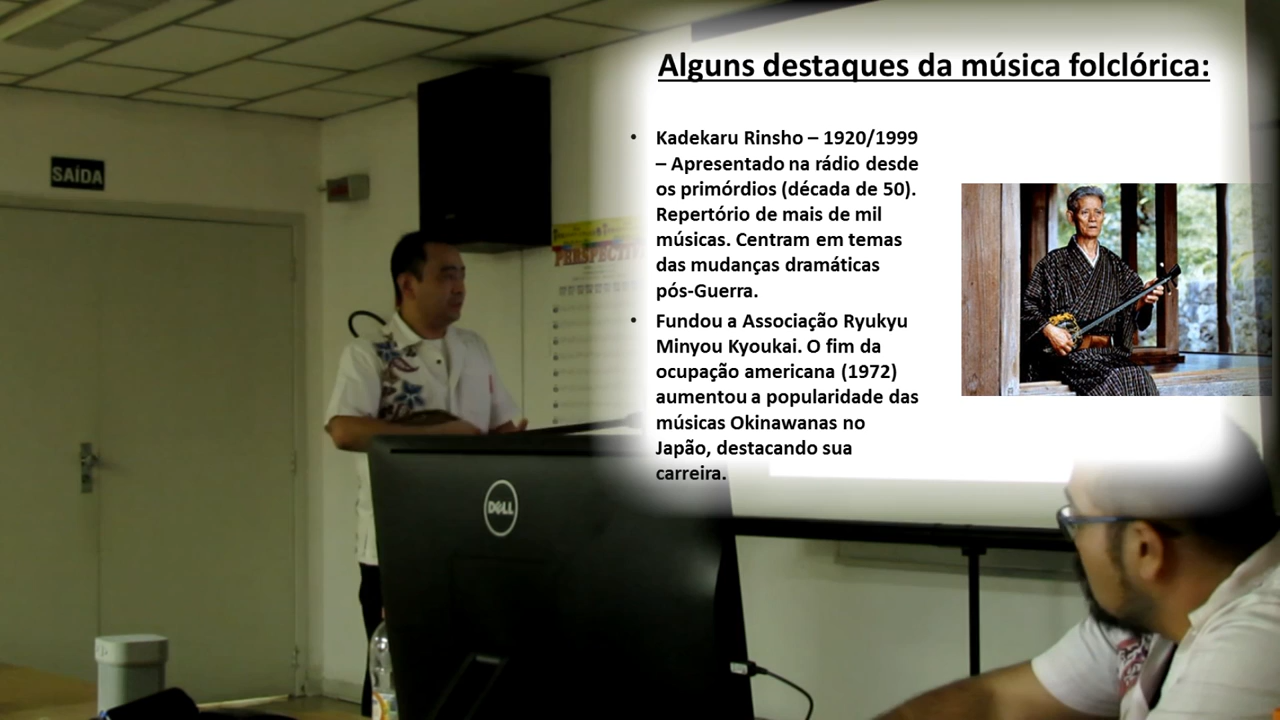 Alguns destaques da música folclórica:
• Kadekaru Rinsho – 1920/1999
– Apresentado na rádio desde
os primórdios (década de 50).
Repertório de mais de mil
músicas. Centram em temas
das mudanças dramáticas
pós-Guerra.
• Fundou a Associação Ryukyu
Minyou Kyoukai. O fim da
ocupação americana (1972)
aumentou a popularidade das
músicas Okinawanas no
Japão, destacando sua
carreira.
SAÍDA
DELL